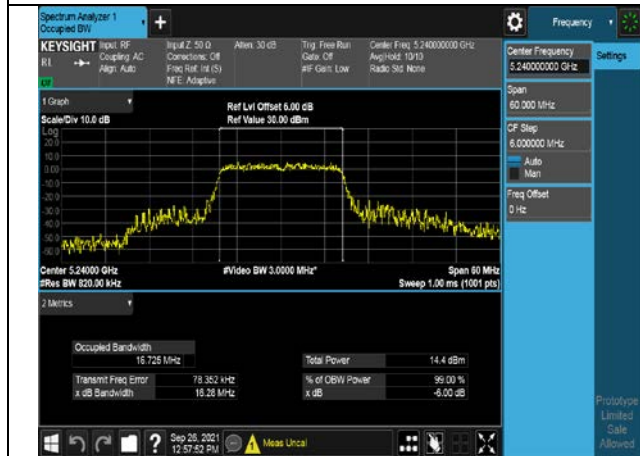 Spectrum Analyzer 1
Occupied BW
Frequency
KEYSIGHT
Input: RF
Coupling: AC
Align: Auto
Input Z: 50 Ω
Corrections: Off
Freq Ref: Int (S)
NFE: Adaptive
Atten: 30 dB
Trig: Free Run
Gate: Off
#IF Gain: Low
Center Freq: 5.240000000 GHz
Avg|Hold: 10/10
Radio Std: None
Center Frequency
5.240000000 GHz
Settings
Span
60.000 MHz
CF Step
6.000000 MHz
Auto
Man
Freq Offset
0 Hz
1 Graph
Scale/Div 10.0 dB
Ref Lvl Offset 6.00 dB
Ref Value 30.00 dBm
Log
20.0
10.0
0.00
-10.0
-20.0
-30.0
-40.0
-50.0
-60.0
Center 5.24000 GHz
#Res BW 820.00 kHz
#Video BW 3.0000 MHz*
Span 60 MHz
Sweep 1.00 ms (1001 pts)
2 Metrics
Occupied Bandwidth
16.725 MHz
Total Power 14.4 dBm
Transmit Freq Error 78.352 kHz
% of OBW Power 99.00 %
x dB Bandwidth 16.28 MHz
x dB -6.00 dB
Sep 26, 2021
12:57:52 PM
Meas Uncal
Prototype
Limited
Sale
Allowed